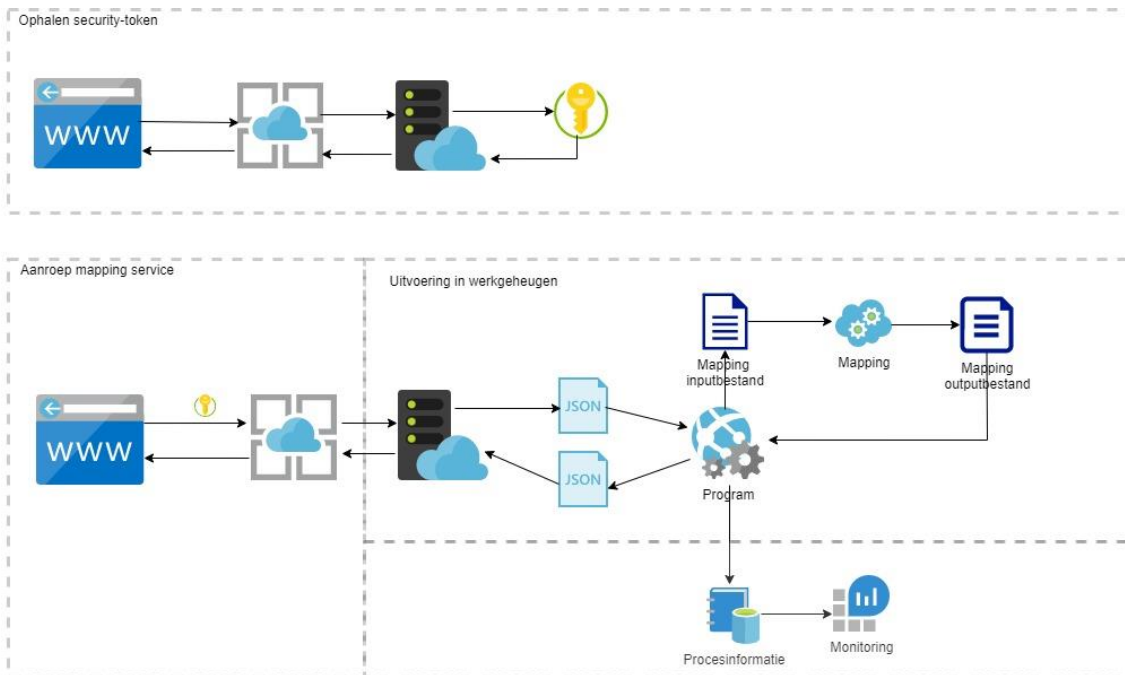 Ophalen security-token
WWW
Aanroep mapping service
Uitvoering in werkgeheugen
WWW
JSON
JSON
Mapping
inputbestand
Mapping
Mapping
outputbestand
Program
Procesinformatie
Monitoring